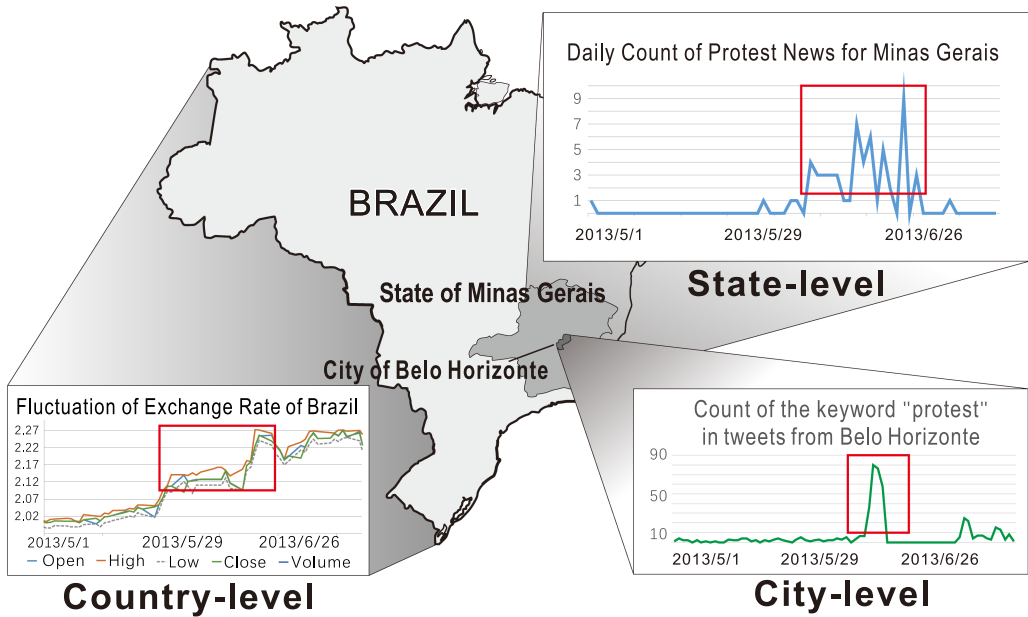 Daily Count of Protest News for Minas Gerais
9
7
5
3
1
2013/5/1 2013/5/29 2013/6/26
State-level
BRAZIL
State of Minas Gerais
City of Belo Horizonte
Fluctuation of Exchange Rate of Brazil
2.27
2.22
2.17
2.12
2.07
2.02
2013/5/1 2013/5/29 2013/6/26
Open High Low Close Volume
Country-level
Count of the keyword "protest"
in tweets from Belo Horizonte
90
50
10
2013/5/1 2013/5/29 2013/6/26
City-level